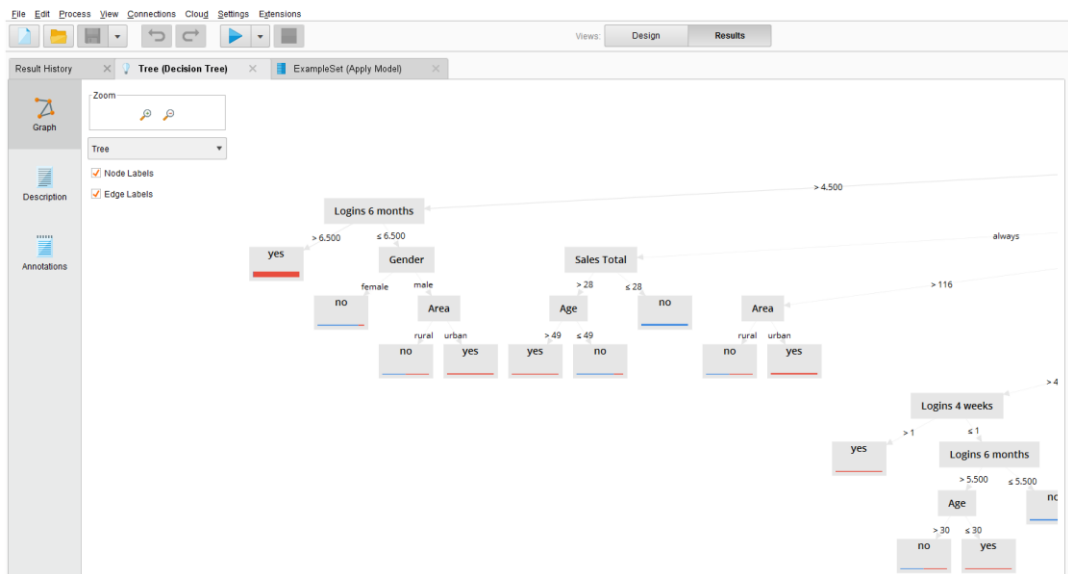 File Edit Process View Connections Cloud Settings Extensions
Views: Design Results
Result History Tree (Decision Tree) ExampleSet (Apply Model)
Zoom
Graph
Tree
Node Labels
Description
Edge Labels
Annotations
> 4.500
Logins 6 months
> 6.500 ≤ 6.500
always
yes Gender Sales Total
female male > 28 ≤ 28 > 116
no Area Age no Area
rural urban > 49 ≤ 49 rural urban
no yes yes no no yes
> 4
Logins 4 weeks
> 1 ≤ 1
yes Logins 6 months
> 5.500 ≤ 5.500
Age no
> 30 ≤ 30
no yes